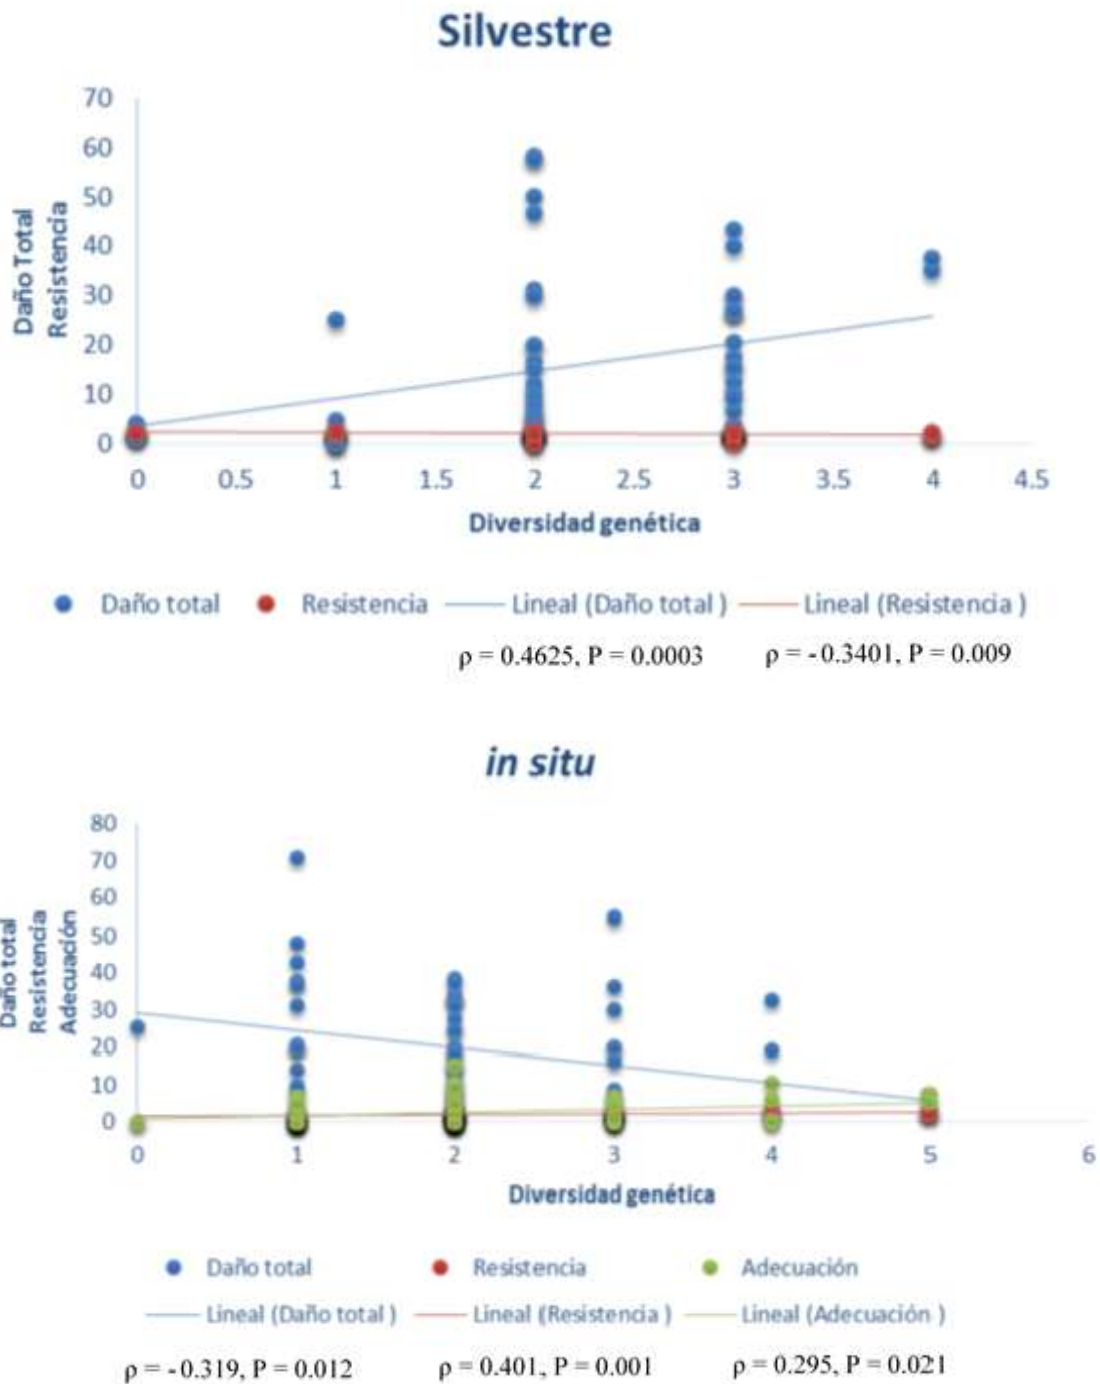 Silvestre
Daño Total
Resistencia
70
60
50
40
30
20
10
0
0 0.5 1 1.5 2 2.5 3 3.5 4 4.5
Diversidad genética
Daño total Resistencia Lineal (Daño total ) Lineal (Resistencia )
ρ = 0.4625, P = 0.0003 ρ = -0.3401, P = 0.009
in situ
Daño total
Resistencia
Adecuación
80
70
60
50
40
30
20
10
0
0 1 2 3 4 5 6
Diversidad genética
Daño total Resistencia Adecuación
Lineal (Daño total ) Lineal (Resistencia ) Lineal (Adecuación )
ρ = -0.319, P = 0.012 ρ = 0.401, P = 0.001 ρ = 0.295, P = 0.021